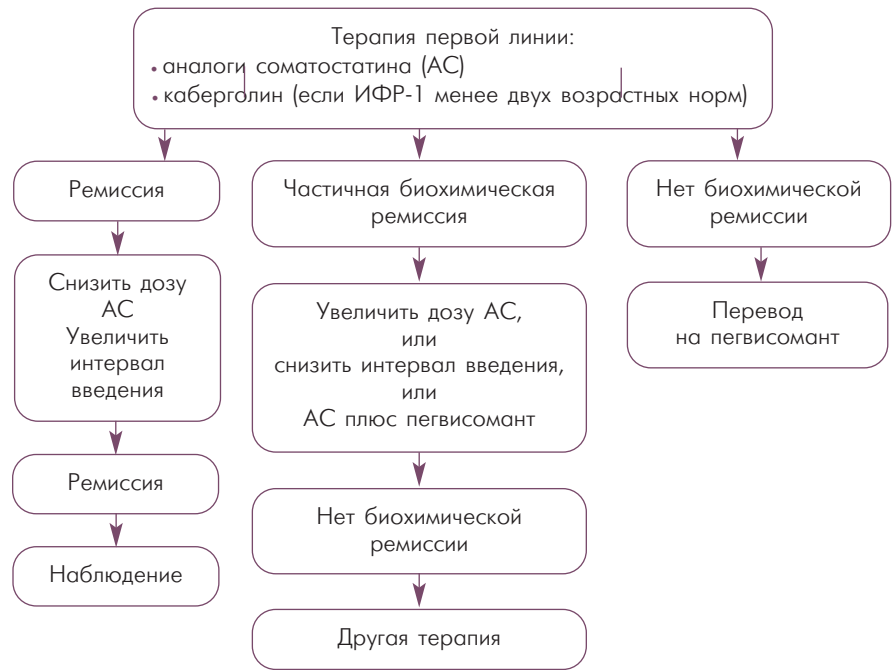 Терапия первой линии:
• аналоги соматостатина (АС)
• каберголин (если ИФР-1 менее двух возрастных норм)
Ремиссия
Снизить дозу
АС
Увеличить
интервал
введения
Ремиссия
Наблюдение
Частичная биохимическая
ремиссия
Увеличить дозу АС,
или
снизить интервал введения,
или
АС плюс пегвисомант
Нет биохимической
ремиссии
Другая терапия
Нет биохимической
ремиссии
Перевод
на пегвисомант